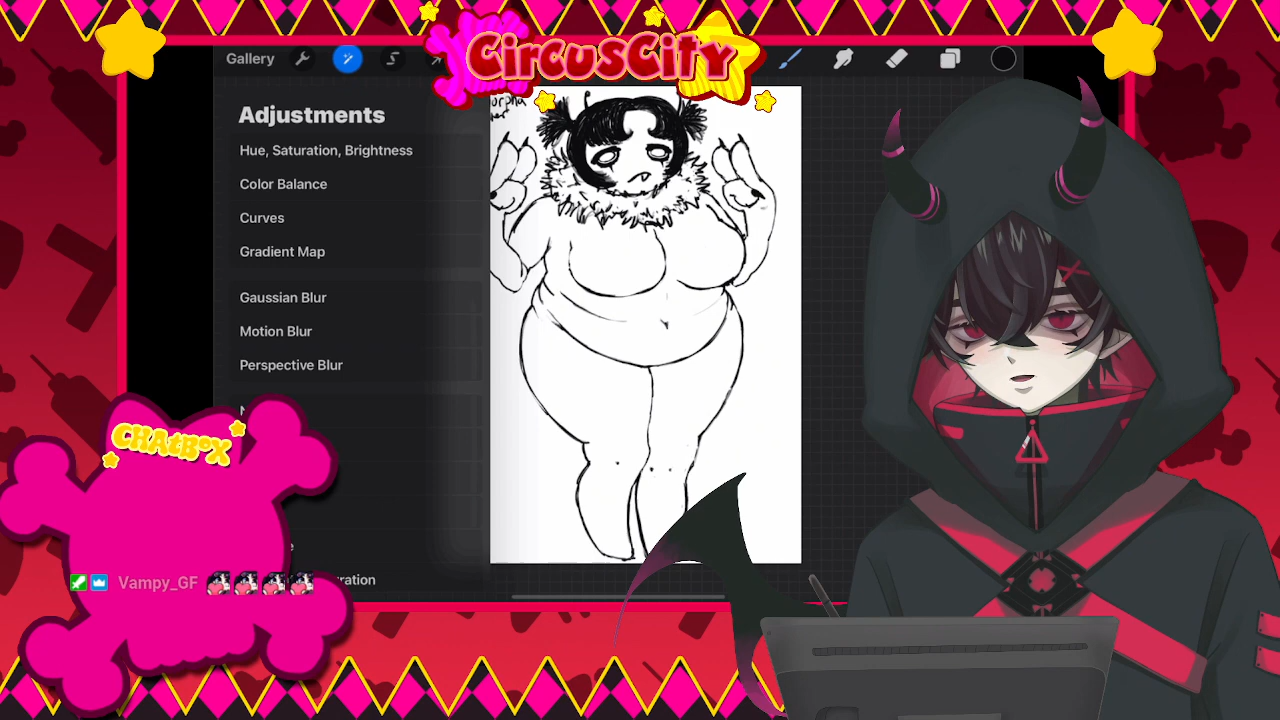 CircusCity
Gallery
Adjustments
Hue, Saturation, Brightness
Color Balance
Curves
Gradient Map
Gaussian Blur
Motion Blur
Perspective Blur
CHAtBoX
Vampy_GF